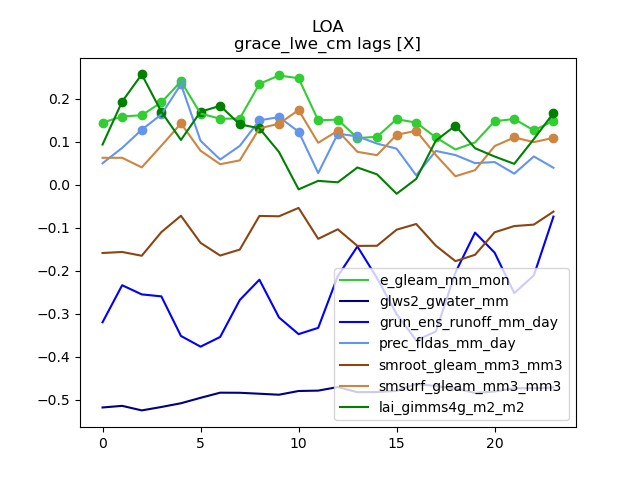 LOA
grace_lwe_cm lags [X]
0.2
0.1
0.0
−0.1
−0.2
−0.3
−0.4
−0.5
0
5
10
15
20
e_gleam_mm_mon
glws2_gwater_mm
grun_ens_runoff_mm_day
prec_fldas_mm_day
smroot_gleam_mm3_mm3
smsurf_gleam_mm3_mm3
lai_gimms4g_m2_m2